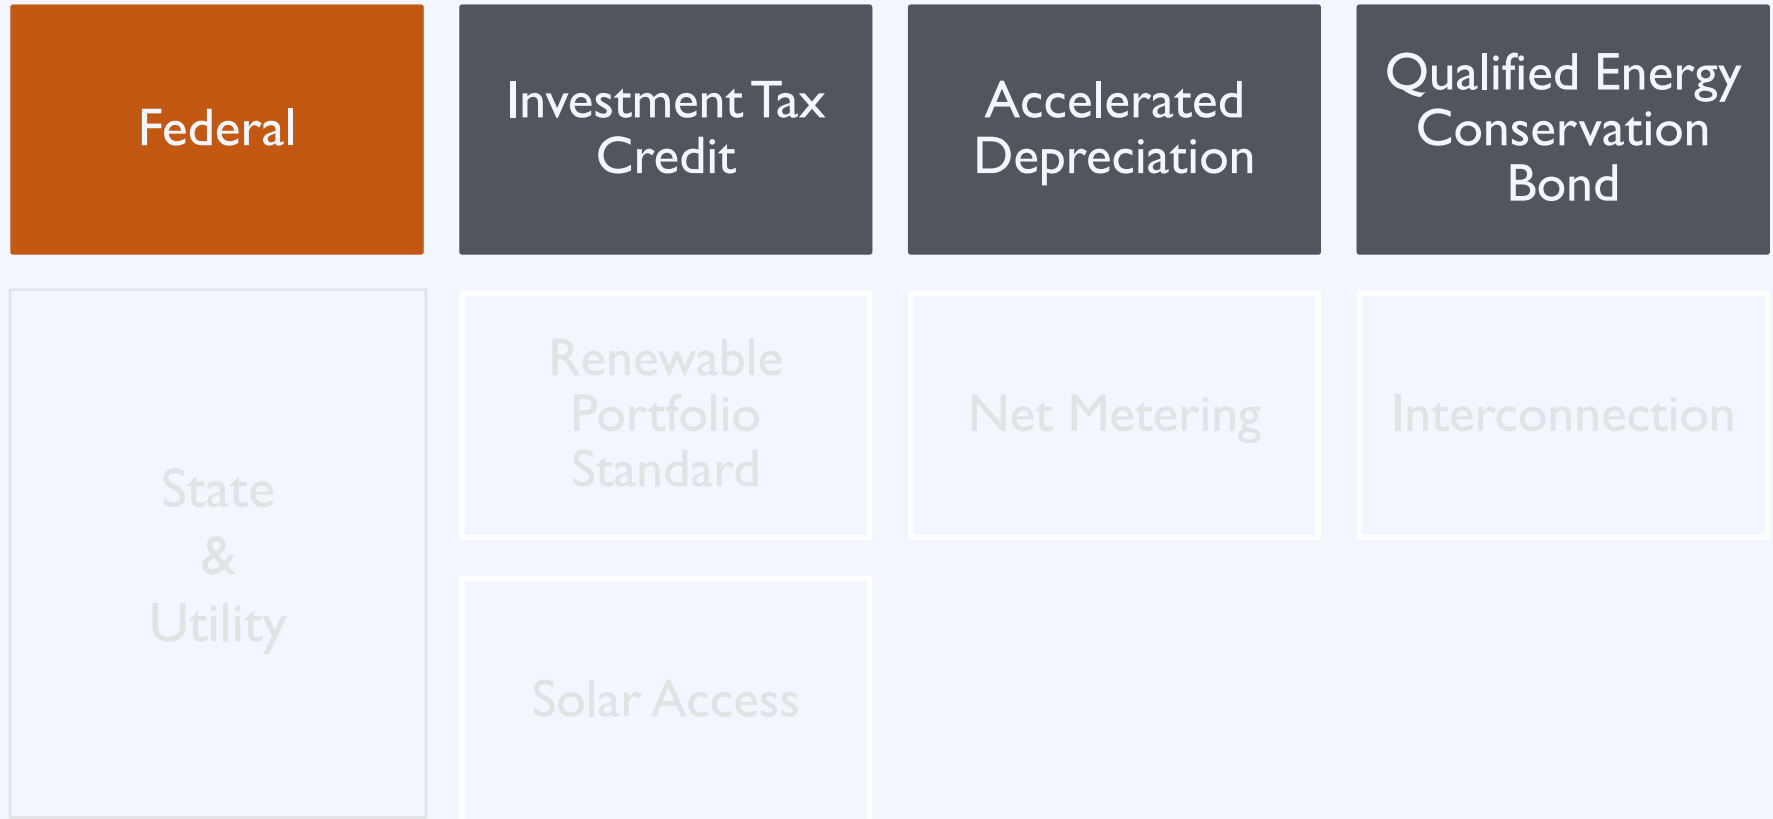 Federal
Investment Tax
Credit
Accelerated
Depreciation
Qualified Energy
Conservation
Bond
State
&
Utility
Renewable
Portfolio
Standard
Net Metering
Interconnection
Solar Access